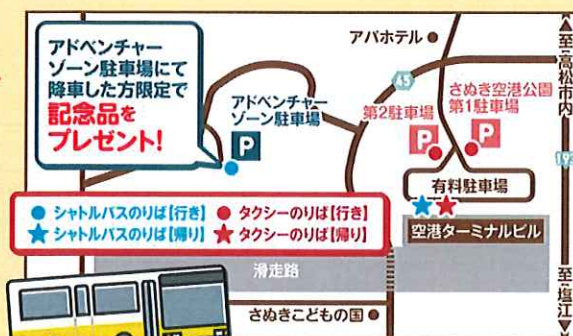 アドベンチャー
ゾーン駐車場にて
降車した方限定で
記念品を
プレゼント!
アパホテル
45
アドベンチャー
ゾーン駐車場
P
さぬき空港公園
第1駐車場
P
第2駐車場
P
▲至高松市内
193
有料駐車場
空港ターミナルビル
● シャトルバスのりば【行き】 ● タクシーのりば【行き】
★ シャトルバスのりば【帰り】 ★ タクシーのりば【帰り】
滑走路
さぬきこどもの国
至塩江▼